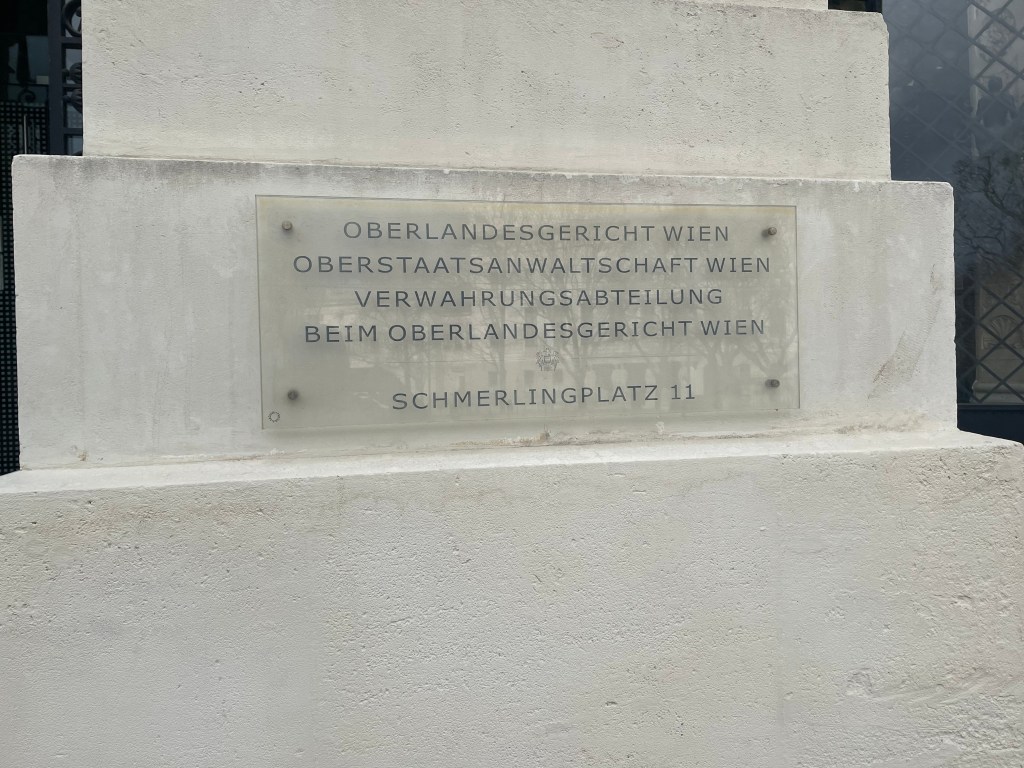 OBERLANDESGERICHT WIEN
OBERSTAATSANWALTSCHAFT WIEN
VERWAHRUNGSABTEILUNG
BEIM OBERLANDESGERICHT WIEN
SCHMERLINGPLATZ 11